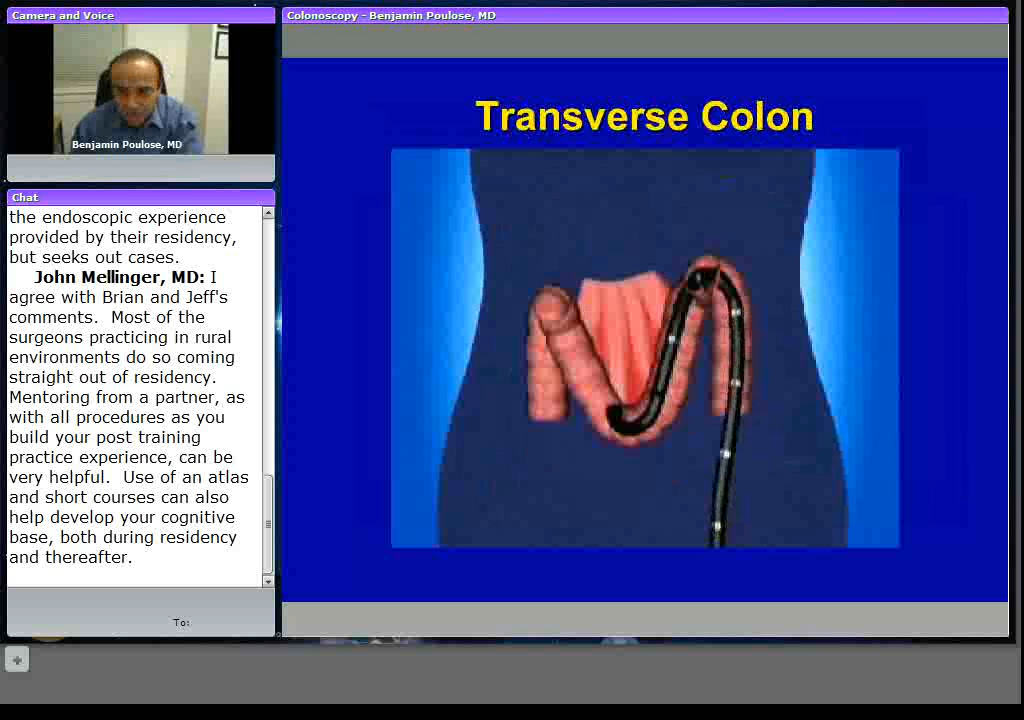 Camera and Voice
Benjamin Poulose, MD
Chat
the endoscopic experience
provided by their residency,
but seeks out cases.
John Mellinger, MD: I
agree with Brian and Jeff's
comments. Most of the
surgeons practicing in rural
environments do so coming
straight out of residency.
Mentoring from a partner, as
with all procedures as you
build your post training
practice experience, can be
very helpful. Use of an atlas
and short courses can also
help develop your cognitive
base, both during residency
and thereafter.
To:
Colonoscopy - Benjamin Poulose, MD
Transverse Colon